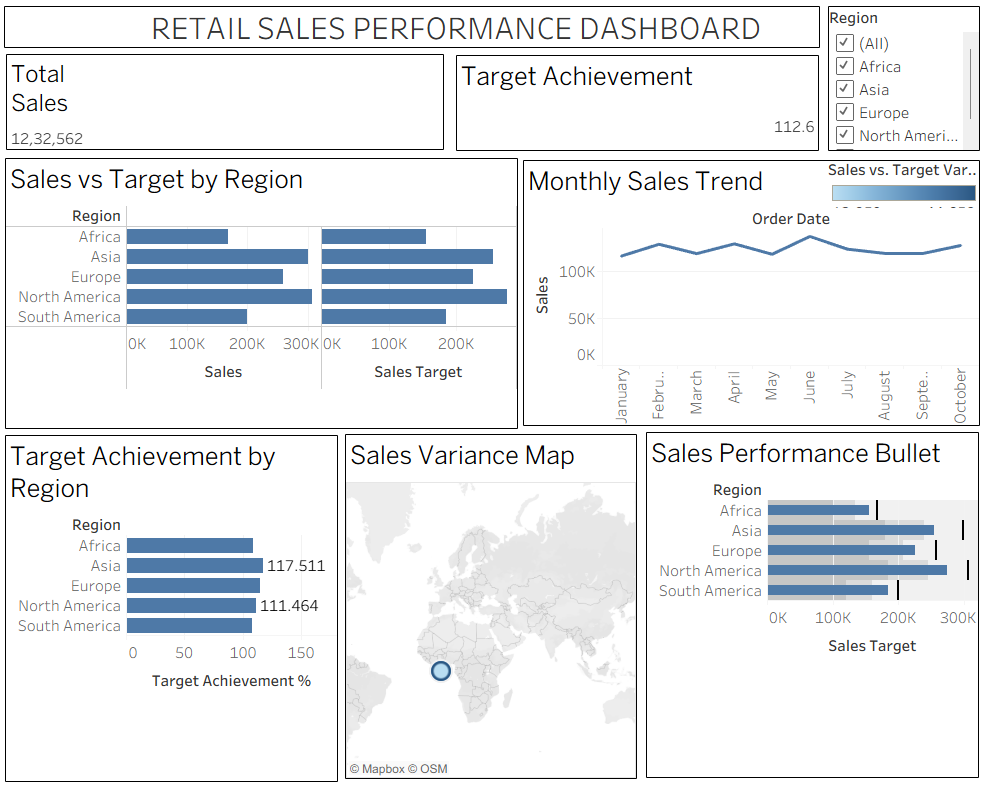 RETAIL SALES PERFORMANCE DASHBOARD
Region
(All)
Africa
Asia
Europe
North Ameri...
Total
Sales
12,32,562
Target Achievement
112.6
Sales vs Target by Region
Region
Africa
Asia
Europe
North America
South America
0K 100K 200K 300K 0K 100K 200K
Sales Sales Target
Monthly Sales Trend
Sales vs. Target Var..
Order Date
Sales
100K
50K
0K
January
Febru..
March
April
May
June
July
August
Septe..
October
Target Achievement by
Region
Region
Africa
Asia 117.511
Europe
North America 111.464
South America
0 50 100 150
Target Achievement %
Sales Variance Map
© Mapbox © OSM
Sales Performance Bullet
Region
Africa
Asia
Europe
North America
South America
0K 100K 200K 300K
Sales Target